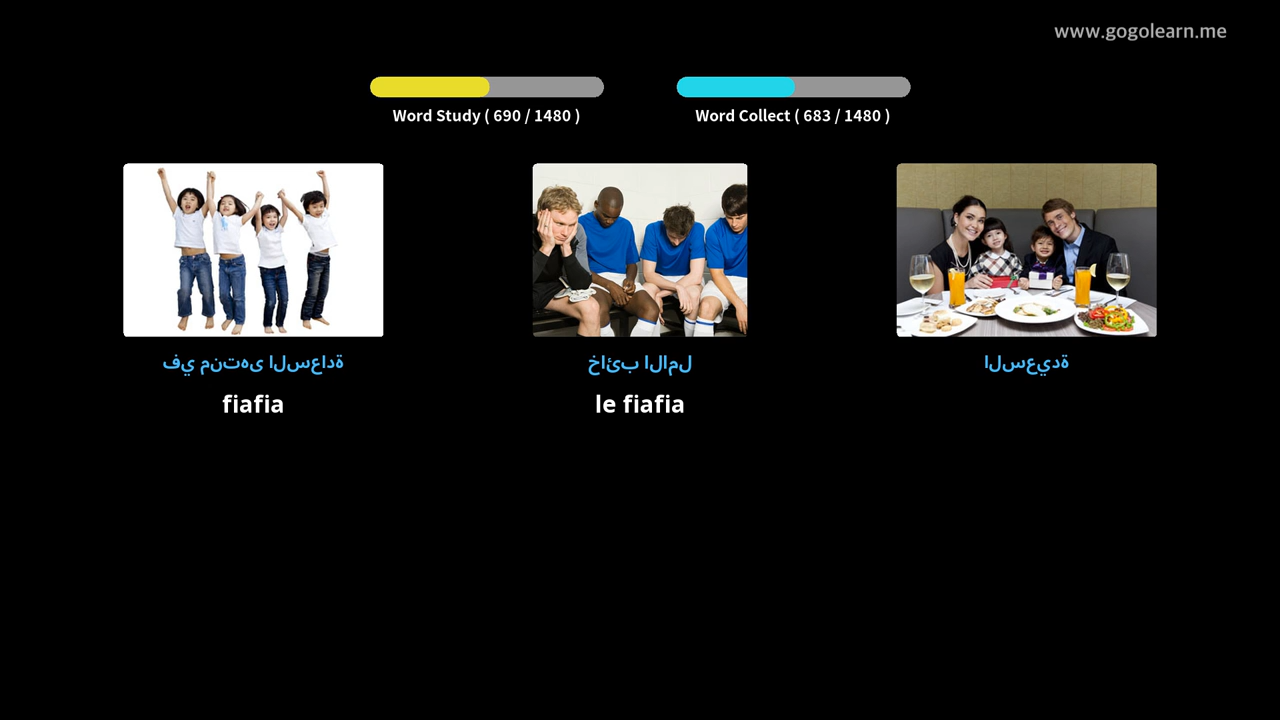 www.gogolearn.me
Word Study ( 690 / 1480 )
Word Collect ( 683 / 1480 )
في منتهى السعادة
خائب الامل
السعيدة
fiafia
le fiafia